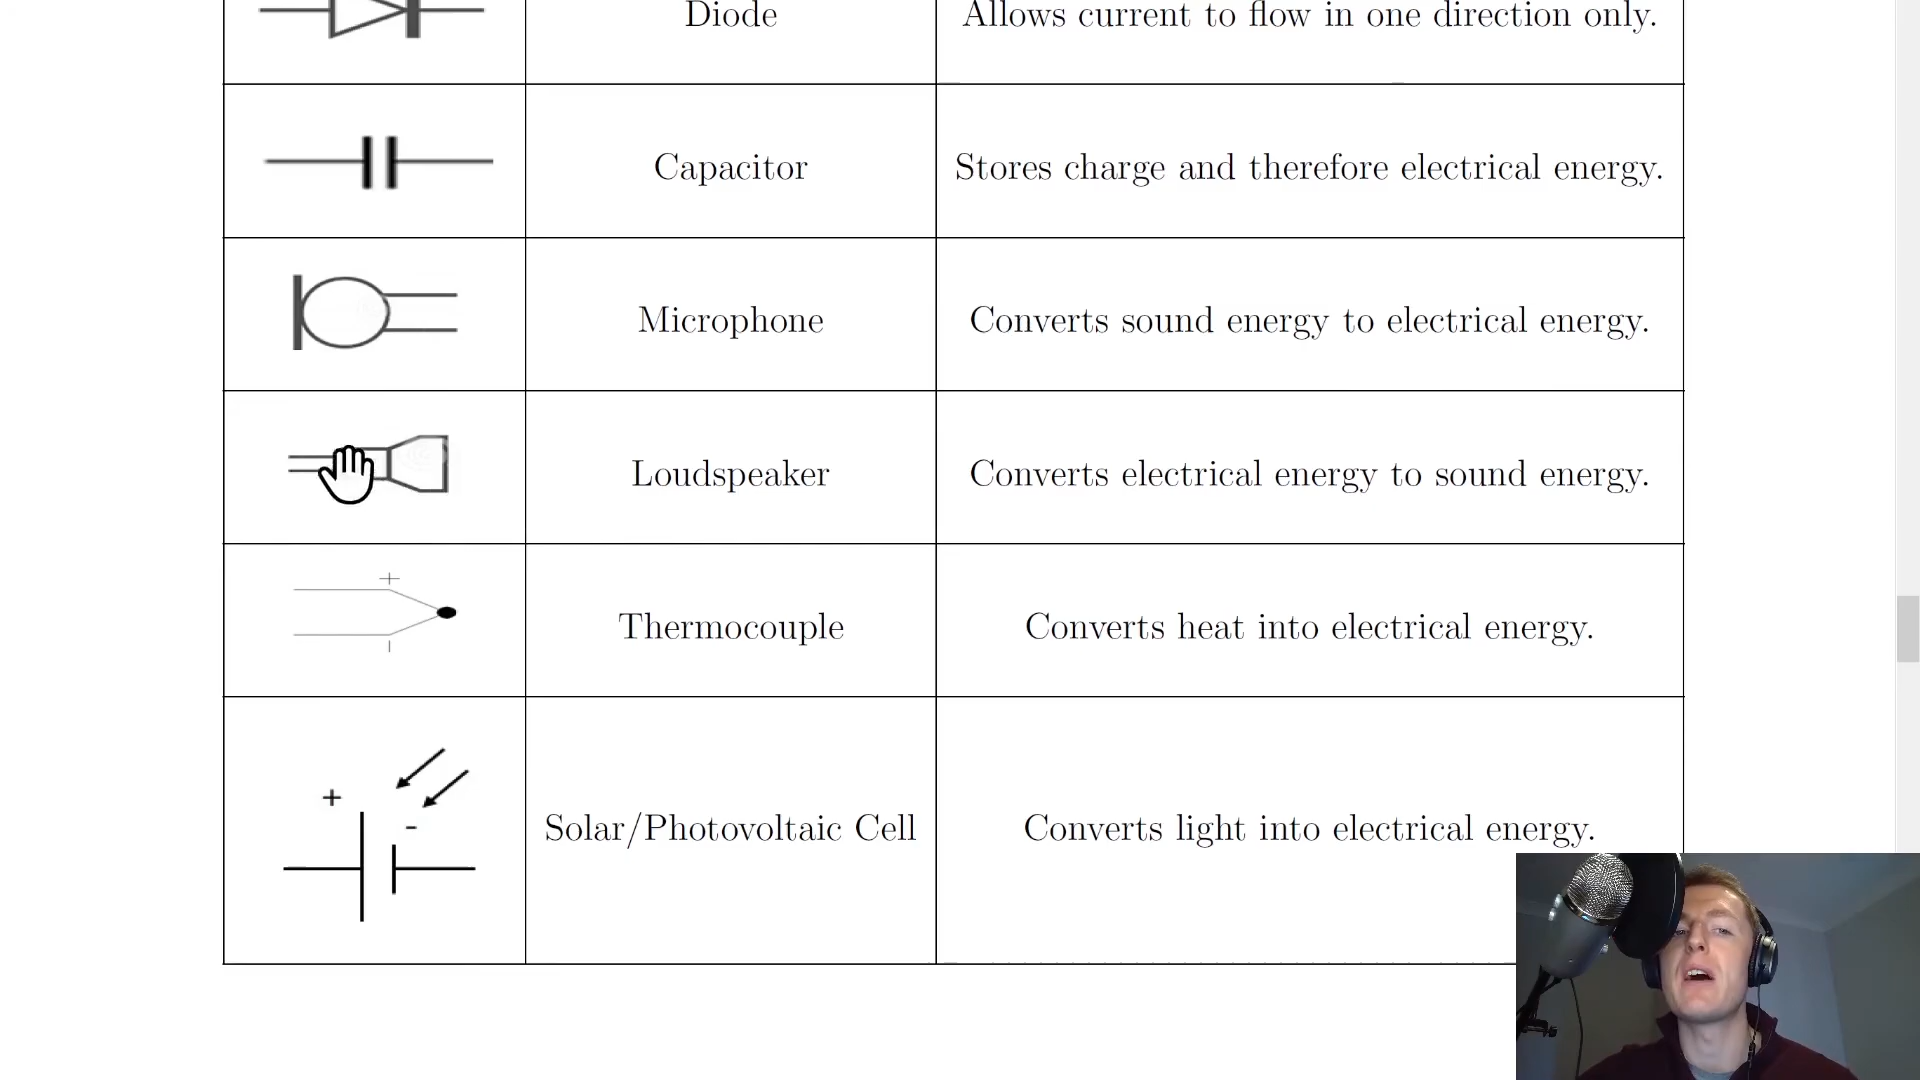 Diode
Allows current to flow in one direction only.
Capacitor
Stores charge and therefore electrical energy.
Microphone
Converts sound energy to electrical energy.
Loudspeaker
Converts electrical energy to sound energy.
+
-
Thermocouple
Converts heat into electrical energy.
+
-
Solar/Photovoltaic Cell
Converts light into electrical energy.